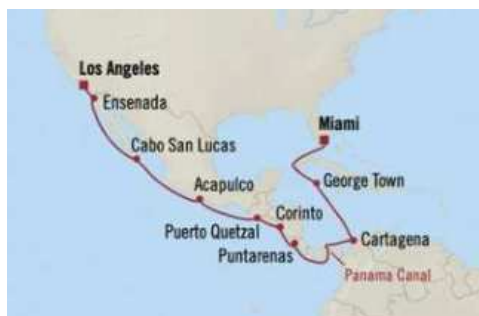 Los Angeles
Ensenada
Miami
Cabo San Lucas
George Town
Acapulco
Corinto
Puerto Quetzal
Cartagena
Puntarenas
Panama Canal